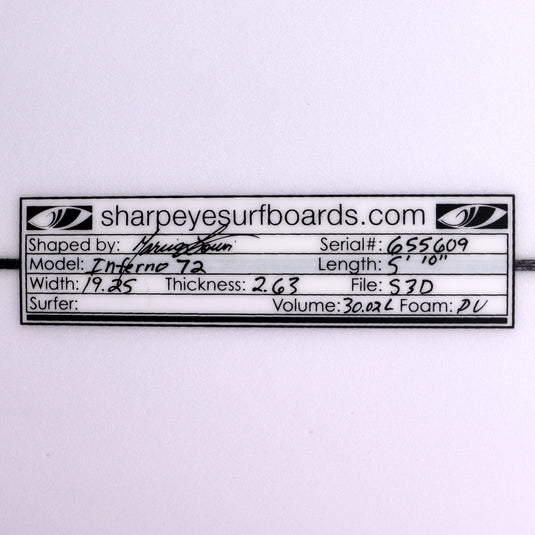 sharpeyesurfboards.com
Shaped by: Serial#: 655609
Model: Inferno 72 Length: 5' 10"
Width: 19.25 Thickness: 2.63 File: S3D
Surfer: Volume: 30.02L Foam: PU